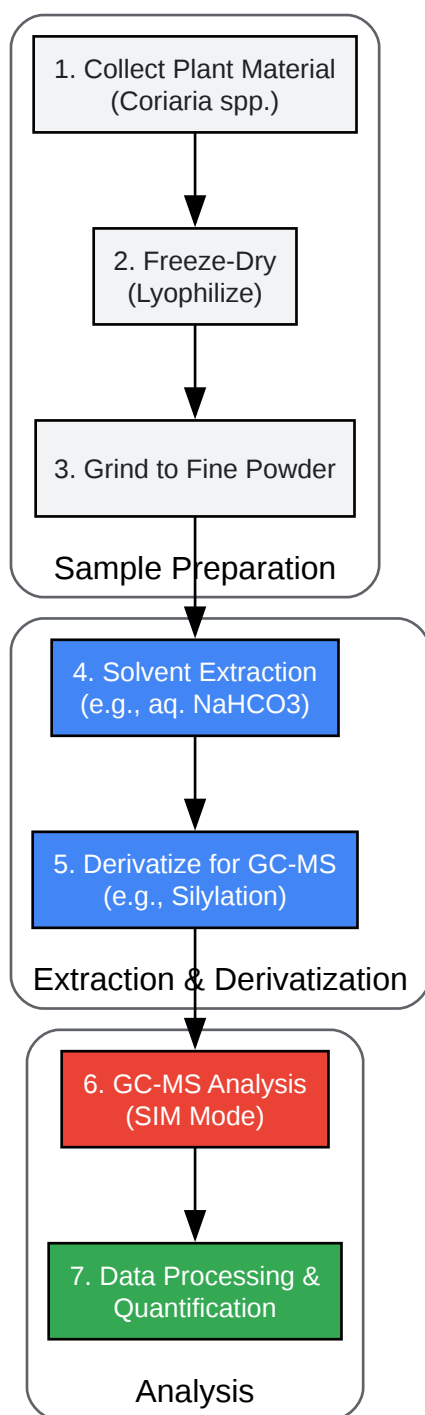 1. Collect Plant Material
(Coriaria spp.)
2. Freeze-Dry
(Lyophilize)
3. Grind to Fine Powder
Sample Preparation
4. Solvent Extraction
(e.g., aq. NaHCO3)
5. Derivatize for GC-MS
(e.g., Silylation)
Extraction & Derivatization
6. GC-MS Analysis
(SIM Mode)
7. Data Processing &
Quantification
Analysis